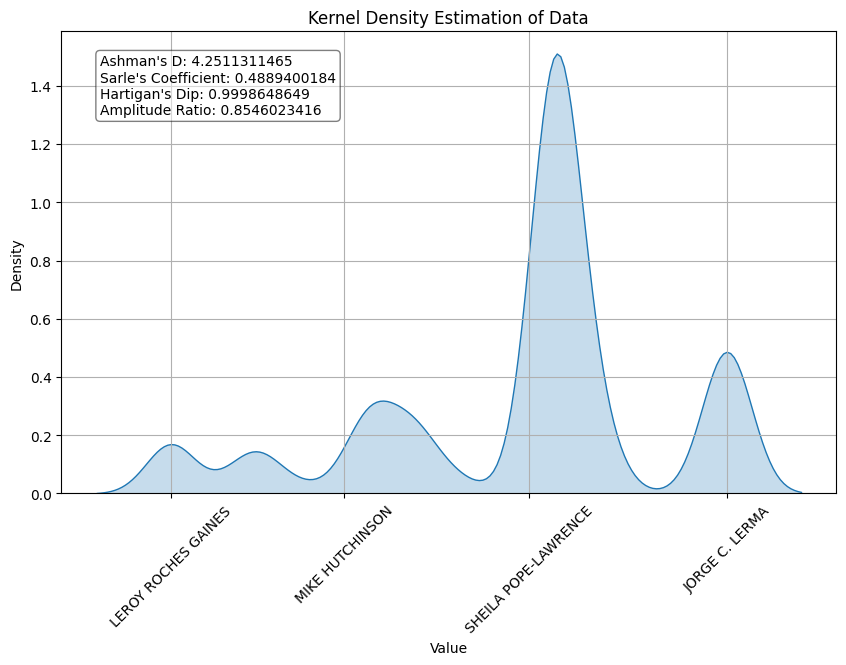 Kernel Density Estimation of Data
Ashman's D: 4.2511311465
Sarle's Coefficient: 0.4889400184
Hartigan's Dip: 0.9998648649
Amplitude Ratio: 0.8546023416
Density
1.4
1.2
1.0
0.8
0.6
0.4
0.2
0.0
LEROY ROCHES GAINES
MIKE HUTCHINSON
SHEILA POPE-LAWRENCE
JORGE C. LERMA
Value